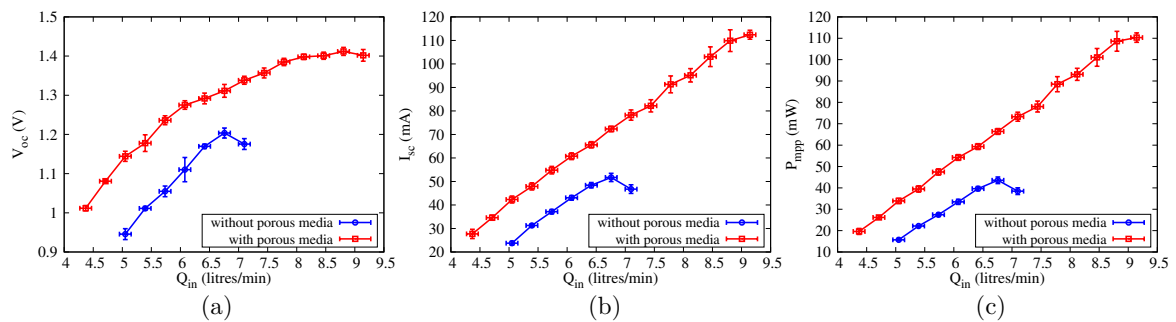 1.5
1.4
1.3
1.2
1.1
1
0.9
V_oc (V)
without porous media
with porous media
4 4.5 5 5.5 6 6.5 7 7.5 8 8.5 9 9.5
Q_in (litres/min)
(a)
120
110
100
90
80
70
60
50
40
30
20
I_sc (mA)
without porous media
with porous media
4 4.5 5 5.5 6 6.5 7 7.5 8 8.5 9 9.5
Q_in (litres/min)
(b)
120
110
100
90
80
70
60
50
40
30
20
10
P_mpp (mW)
without porous media
with porous media
4 4.5 5 5.5 6 6.5 7 7.5 8 8.5 9 9.5
Q_in (litres/min)
(c)